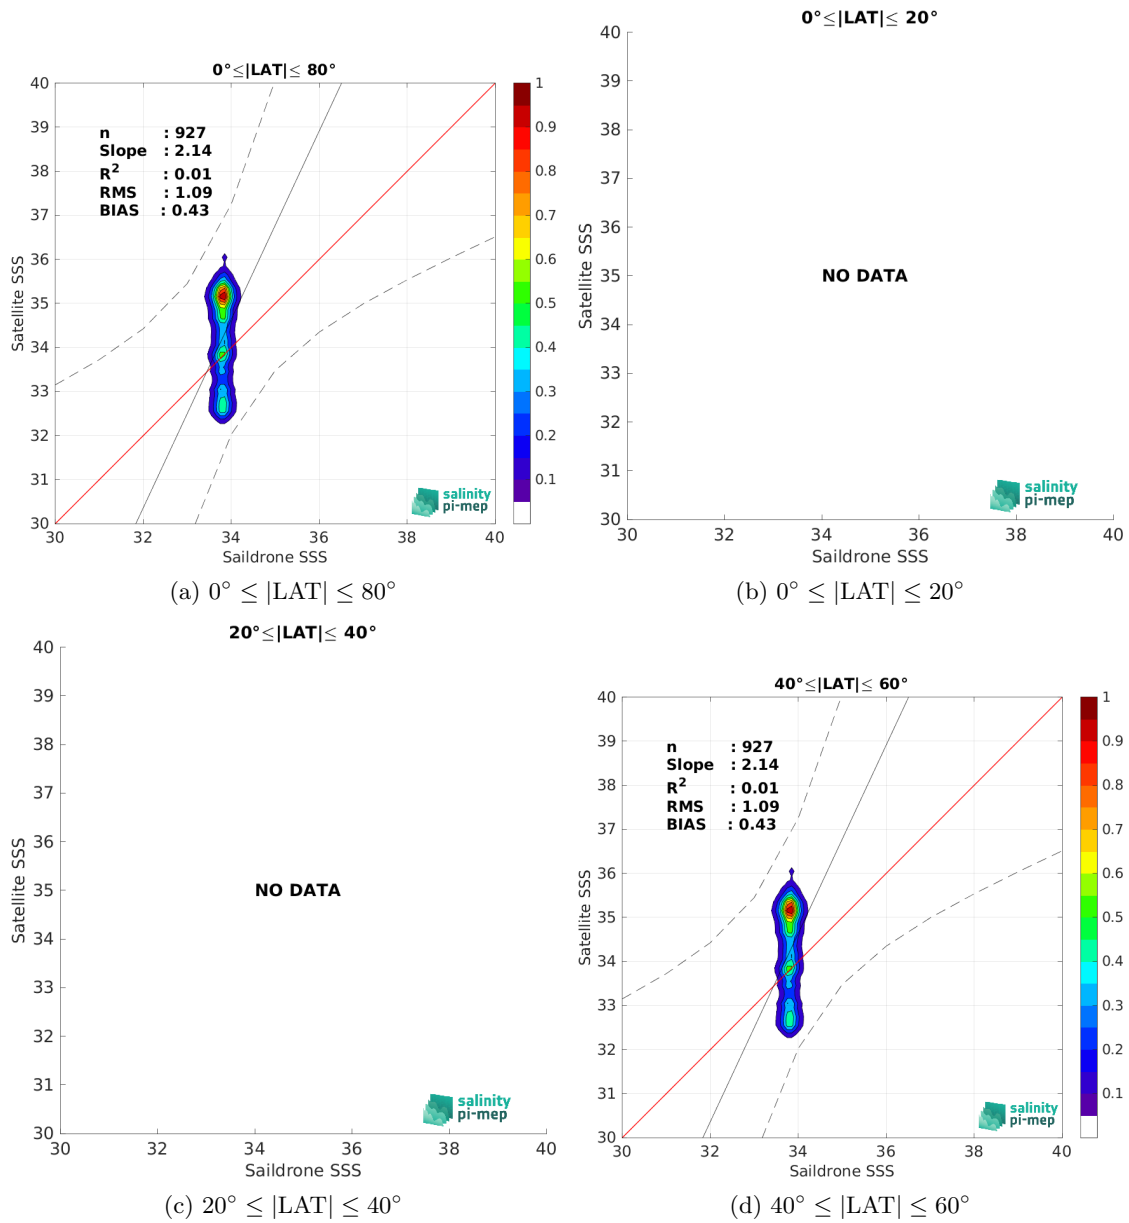 0°≤|LAT|≤ 80°
40
39
38
37
36
35
34
33
32
31
30
n : 927
Slope : 2.14
R2 : 0.01
RMS : 1.09
BIAS : 0.43
Satellite SSS
30 32 34 36 38 40
Saildrone SSS
salinity
pi-mep
1
0.9
0.8
0.7
0.6
0.5
0.4
0.3
0.2
0.1
(a) 0° ≤ |LAT| ≤ 80°
0°≤|LAT|≤ 20°
40
39
38
37
36
35
34
33
32
31
30
Satellite SSS
NO DATA
salinity
pi-mep
30 32 34 36 38 40
Saildrone SSS
(b) 0° ≤ |LAT| ≤ 20°
20°≤|LAT|≤ 40°
40
39
38
37
36
35
34
33
32
31
30
Satellite SSS
NO DATA
salinity
pi-mep
30 32 34 36 38 40
Saildrone SSS
(c) 20° ≤ |LAT| ≤ 40°
40°≤|LAT|≤ 60°
40
39
38
37
36
35
34
33
32
31
30
n : 927
Slope : 2.14
R2 : 0.01
RMS : 1.09
BIAS : 0.43
Satellite SSS
salinity
pi-mep
30 32 34 36 38 40
Saildrone SSS
1
0.9
0.8
0.7
0.6
0.5
0.4
0.3
0.2
0.1
(d) 40° ≤ |LAT| ≤ 60°